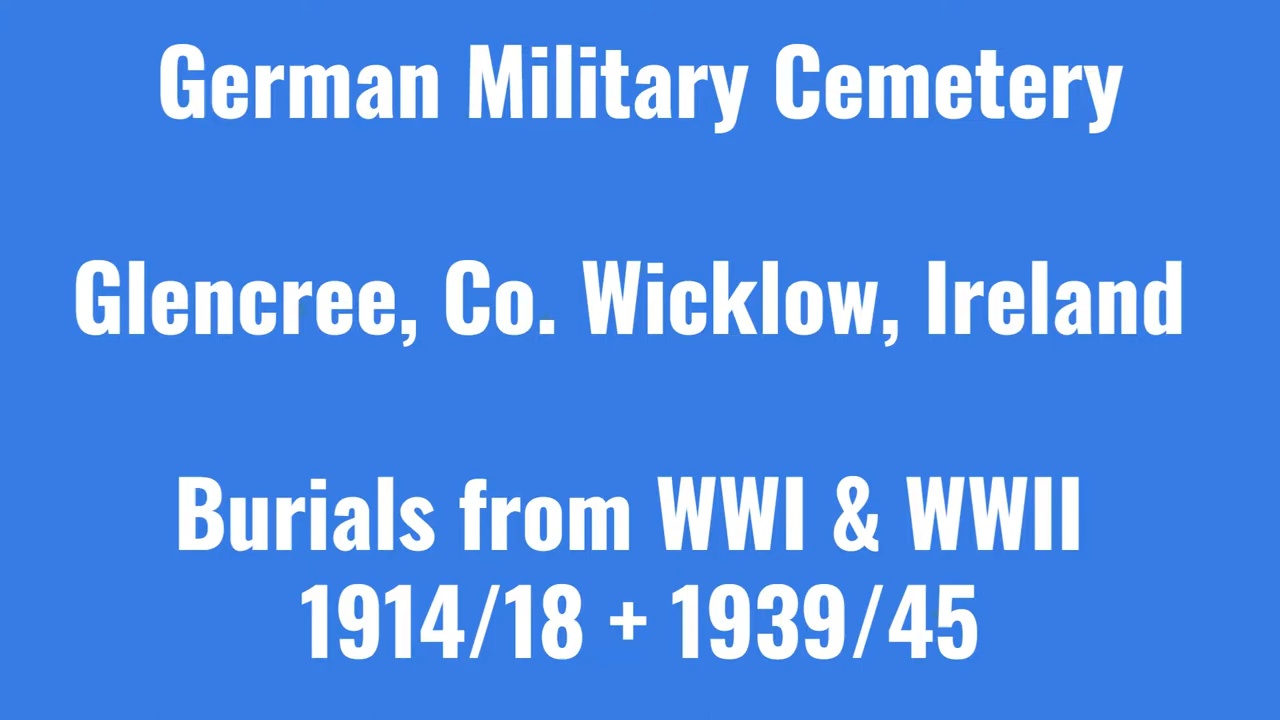 German Military Cemetery
Glencree, Co. Wicklow, Ireland
Burials from WWI & WWII
1914/18 + 1939/45